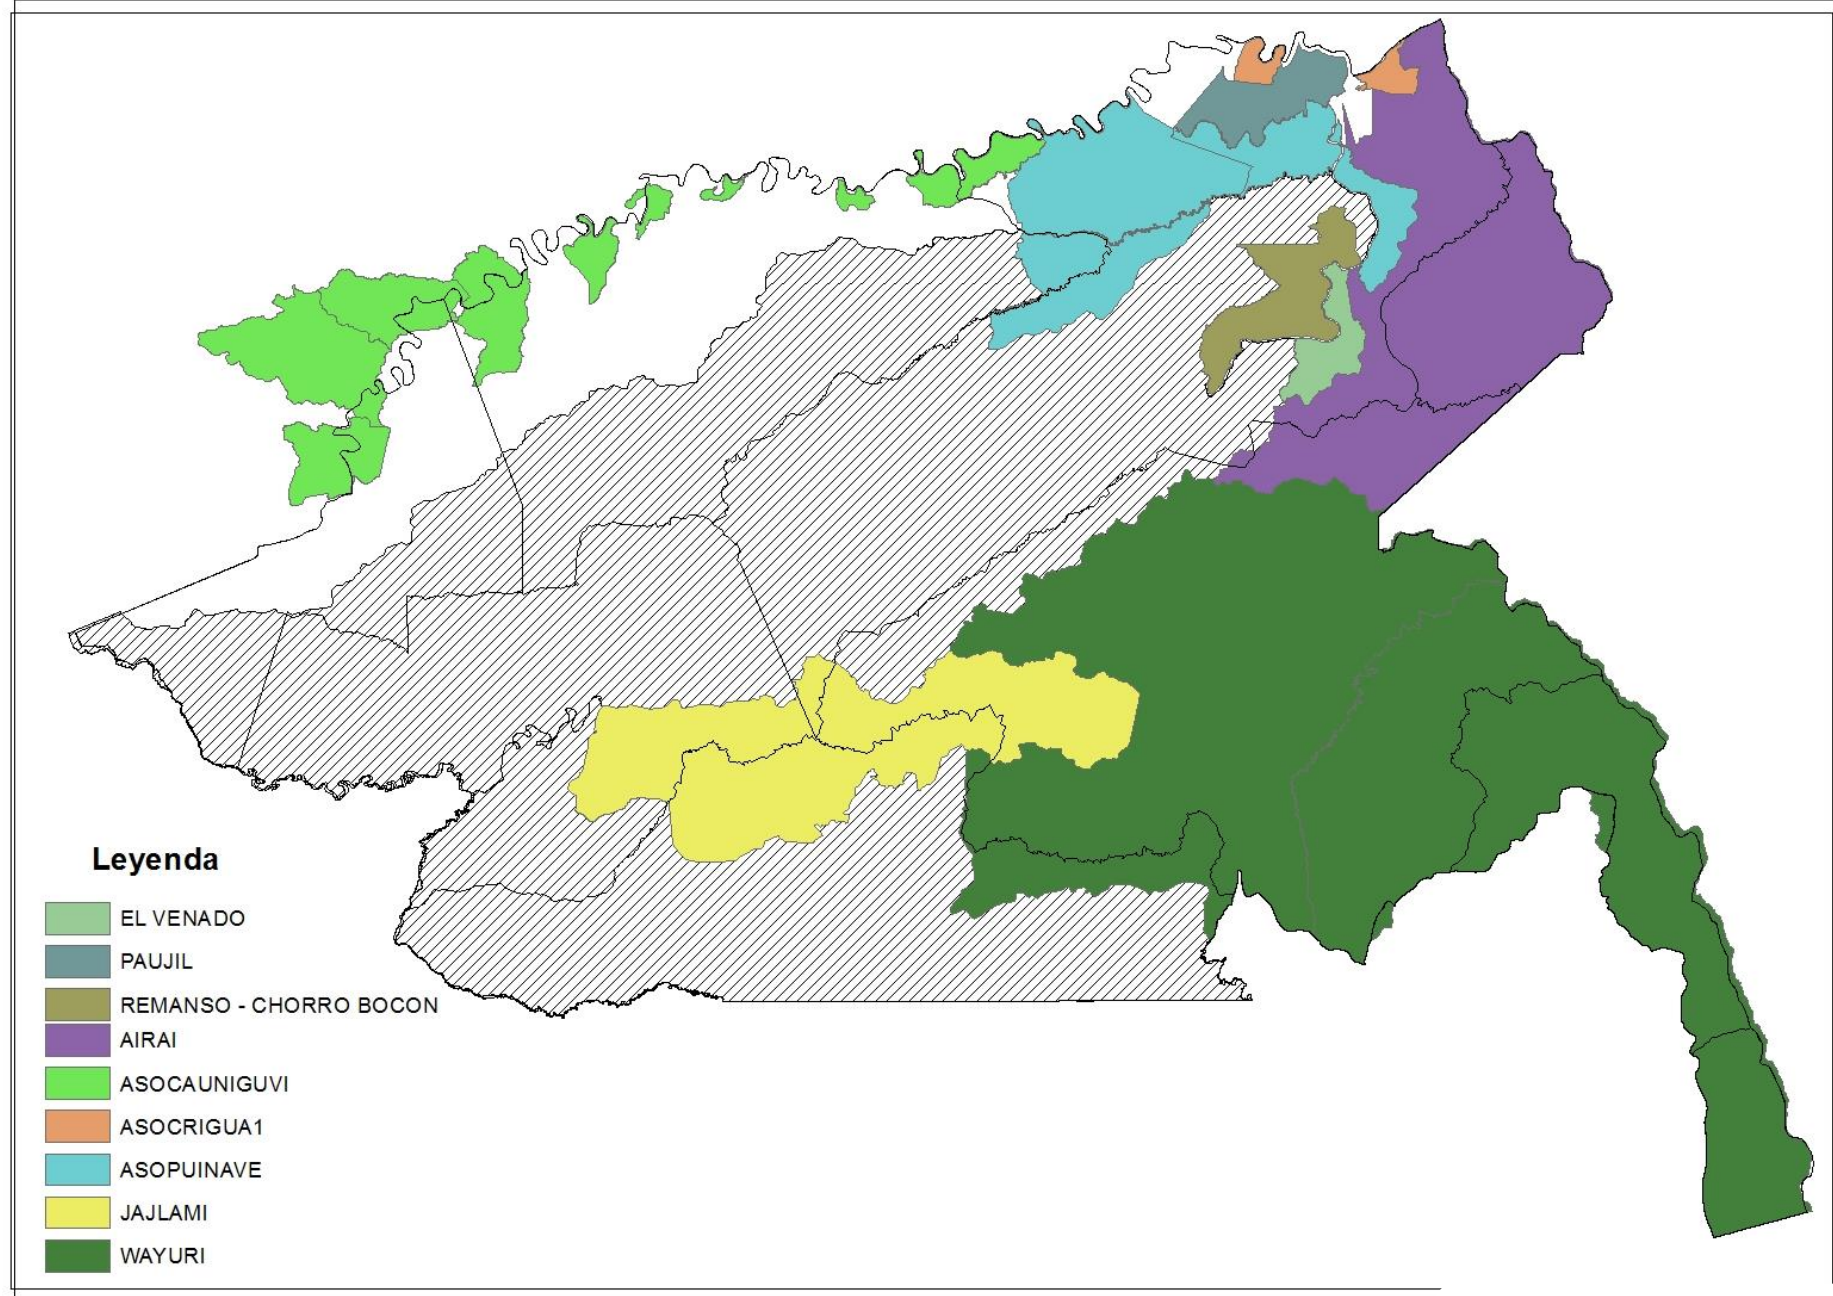 Leyenda
EL VENADO
PAUJIL
REMANSO - CHORRO BOCON
AIRAI
ASOCAUNIGUVI
ASOCRIGUA1
ASOPUINAVE
JAJLAMI
WAYURI